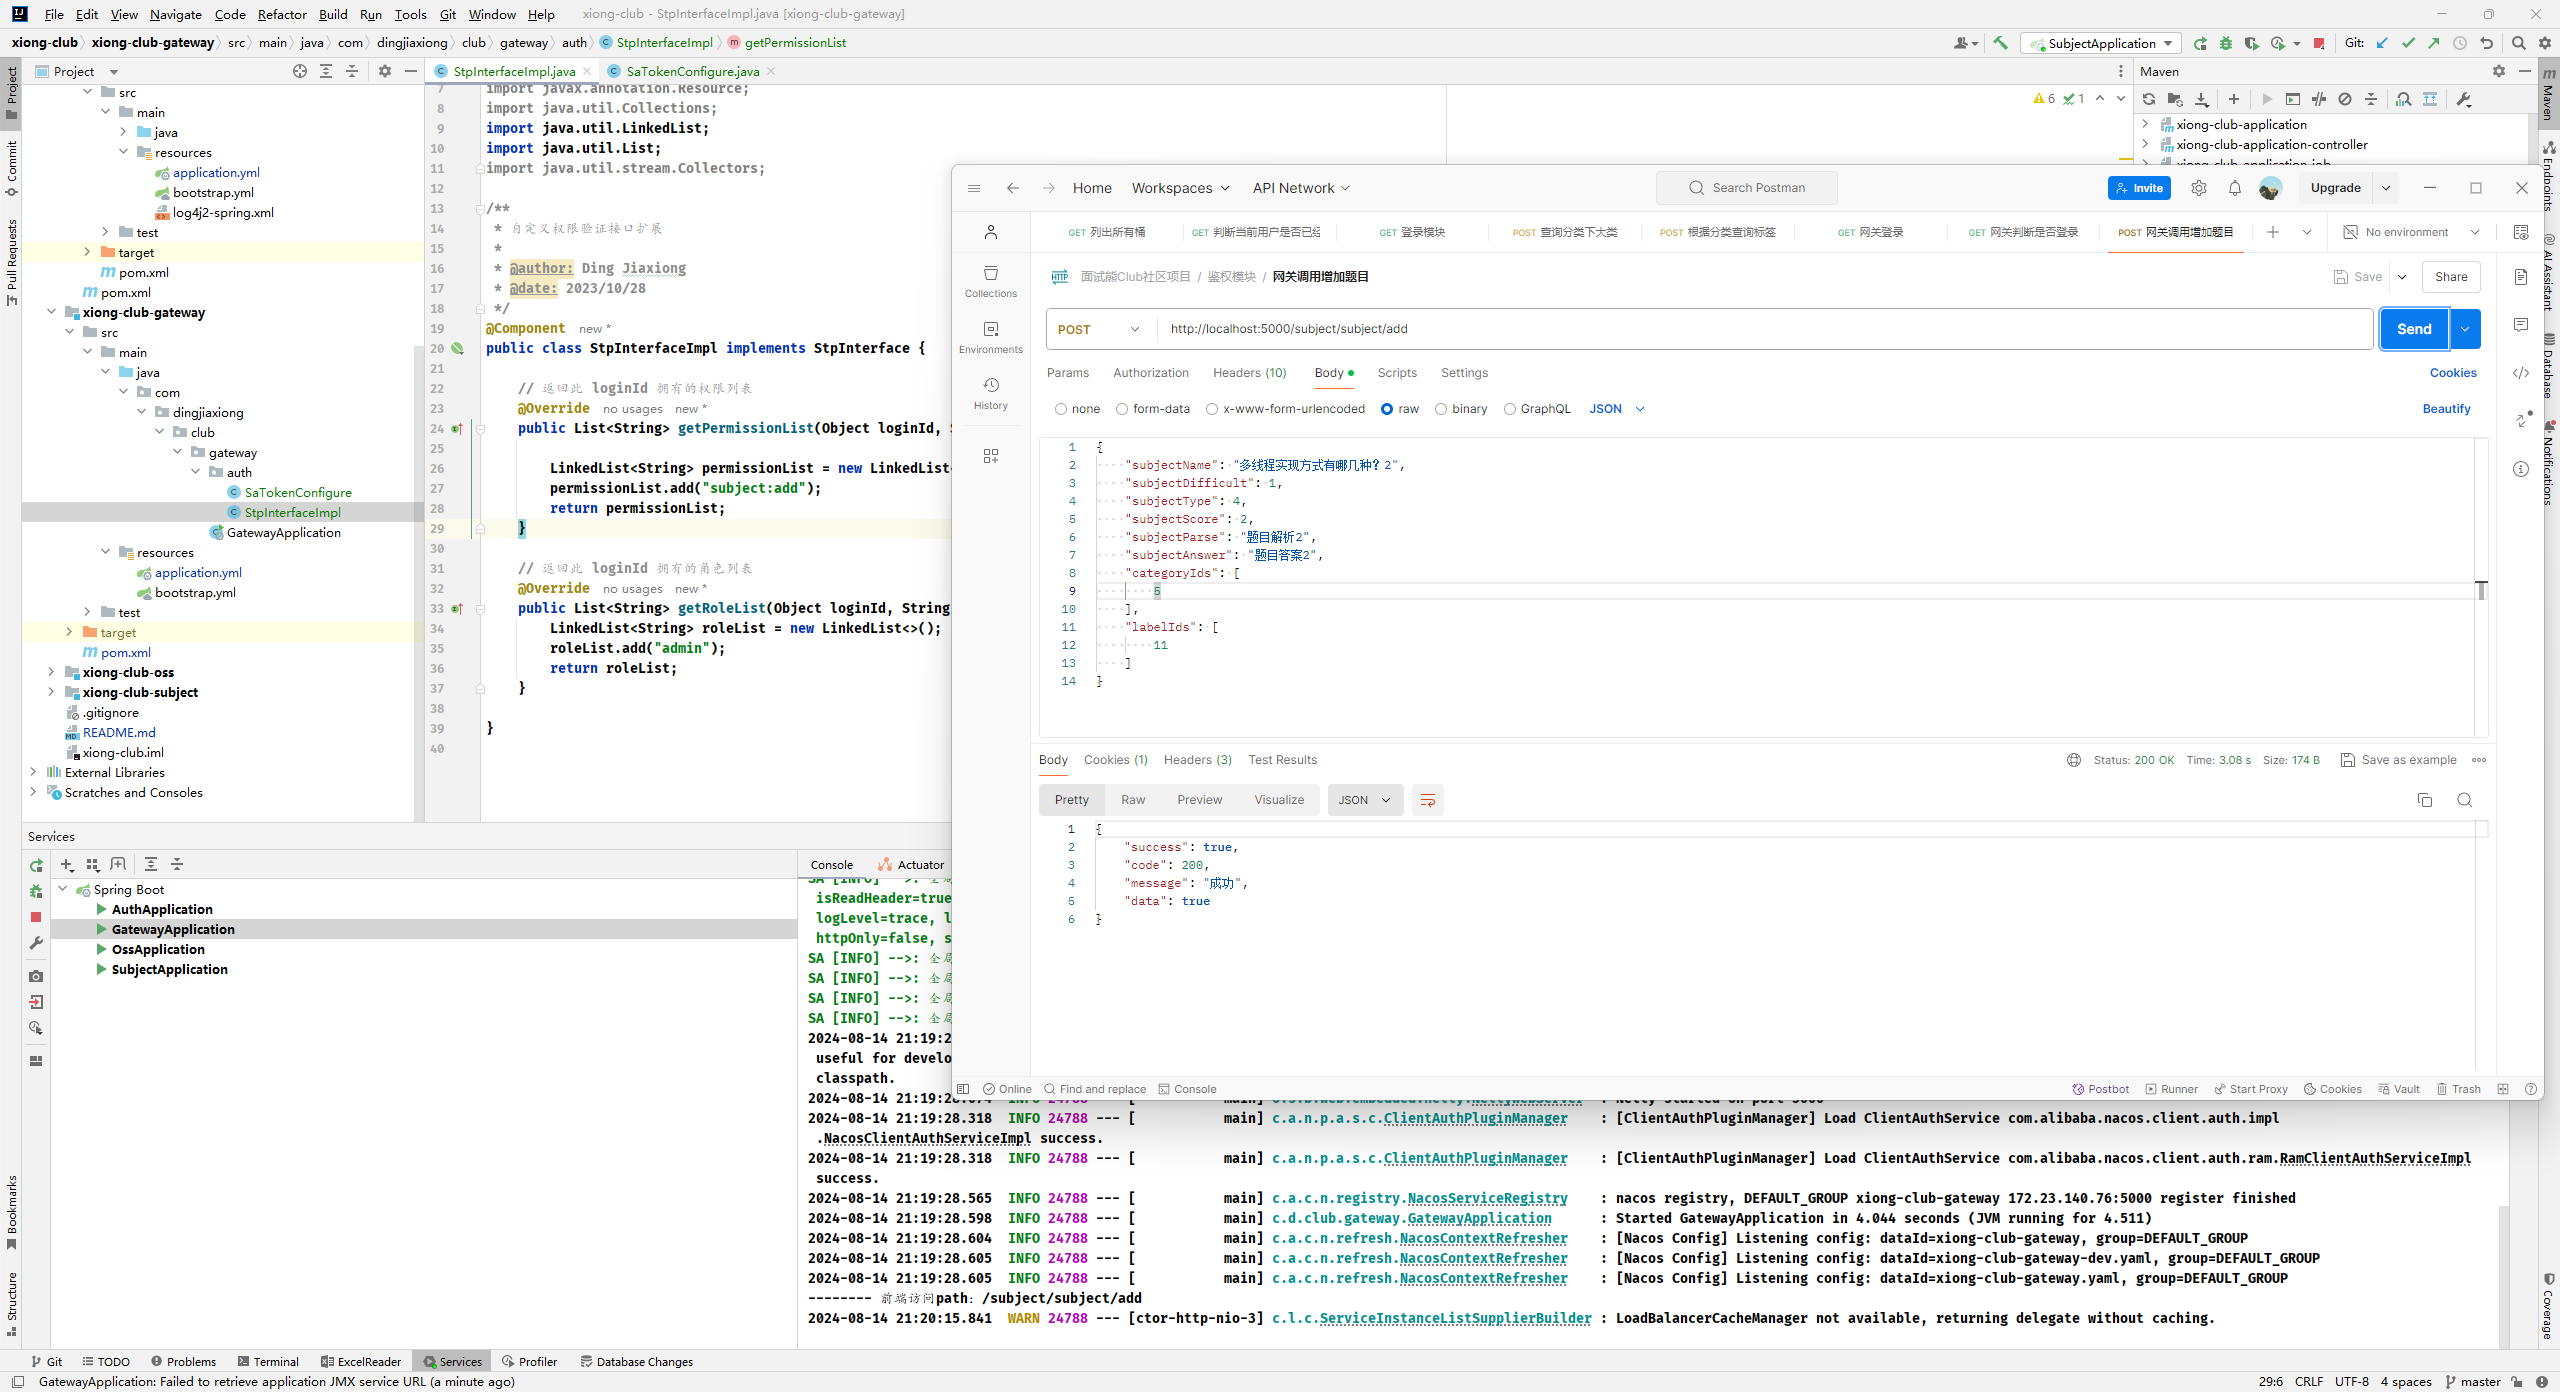 File Edit View Navigate Code Refactor Build Run Tools Git Window Help xiong-club - StpInterfaceImpl.java [xiong-club-gateway]
xiong-club xiong-club-gateway src main java com dingjiaxiong club gateway auth StpInterfaceImpl getPermissionList
SubjectApplication Git:
Project
StpInterfaceImpl.java
SaTokenConfigure.java
Maven
Project
Commit
Pull Requests
Bookmarks
Structure
src
main
java
resources
application.yml
bootstrap.yml
log4j2-spring.xml
test
target
pom.xml
pom.xml
xiong-club-gateway
src
main
java
com
dingjiaxiong
club
gateway
auth
SaTokenConfigure
StpInterfaceImpl
GatewayApplication
resources
application.yml
bootstrap.yml
test
target
pom.xml
xiong-club-oss
xiong-club-subject
.gitignore
README.md
xiong-club.iml
External Libraries
Scratches and Consoles
6 1
7 import javax.annotation.Resource;
8 import java.util.Collections;
9 import java.util.LinkedList;
10 import java.util.List;
11 import java.util.stream.Collectors;
12
13 /**
14 * 自定义权限验证接口扩展
15 *
16 * @author: Ding Jiaxiong
17 * @date: 2023/10/28
18 */
19 @Component new *
20 public class StpInterfaceImpl implements StpInterface {
21
22 // 返回此 loginId 拥有的权限列表
23 @Override no usages new *
24 public List<String> getPermissionList(Object loginId, S
25
26 LinkedList<String> permissionList = new LinkedList<
27 permissionList.add("subject:add");
28 return permissionList;
29 }
30
31 // 返回此 loginId 拥有的角色列表
32 @Override no usages new *
33 public List<String> getRoleList(Object loginId, String
34 LinkedList<String> roleList = new LinkedList<>();
35 roleList.add("admin");
36 return roleList;
37 }
38
39 }
40
xiong-club-application
xiong-club-application-controller
xiong-club-application-job
Maven
Endpoints
AI Assistant
Database
Notifications
Coverage
Home Workspaces API Network Search Postman Invite Upgrade
GET 列出所有桶
GET 判断当前用户是否已经
GET 登录模块
POST 查询分类下大类
POST 根据分类查询标签
GET 网关登录
GET 网关判断是否登录
POST 网关调用增加题目
No environment
Collections
Environments
History
HTTP 面试熊Club社区项目 / 鉴权模块 / 网关调用增加题目 Save Share
POST http://localhost:5000/subject/subject/add Send
Params Authorization Headers (10) Body Scripts Settings Cookies
none form-data x-www-form-urlencoded raw binary GraphQL JSON Beautify
1 {
2 "subjectName": "多线程实现方式有哪几种? 2",
3 "subjectDifficult": 1,
4 "subjectType": 4,
5 "subjectScore": 2,
6 "subjectParse": "题目解析2",
7 "subjectAnswer": "题目答案2",
8 "categoryIds": [
9 5
10 ],
11 "labelIds": [
12 11
13 ]
14 }
Body Cookies (1) Headers (3) Test Results Status: 200 OK Time: 3.08 s Size: 174 B Save as example
Pretty Raw Preview Visualize JSON
1 {
2 "success": true,
3 "code": 200,
4 "message": "成功",
5 "data": true
6 }
Online Find and replace Console Postbot Runner Start Proxy Cookies Vault Trash
Services
Spring Boot
AuthApplication
GatewayApplication
OssApplication
SubjectApplication
Console Actuator
SA [INFO] -->: 全局
isReadHeader=true
logLevel=trace, l
httpOnly=false, s
SA [INFO] -->: 全局
SA [INFO] -->: 全局
SA [INFO] -->: 全局
SA [INFO] -->: 全局
2024-08-14 21:19:2
useful for develo
classpath.
2024-08-14 21:19:28.074 INFO 24788 --- [ main] o.s.b.web.embedded.netty.NettyWebServer : Netty started on port 5000
2024-08-14 21:19:28.318 INFO 24788 --- [ main] c.a.n.p.a.s.c.ClientAuthPluginManager : [ClientAuthPluginManager] Load ClientAuthService com.alibaba.nacos.client.auth.impl
.NacosClientAuthServiceImpl success.
2024-08-14 21:19:28.318 INFO 24788 --- [ main] c.a.n.p.a.s.c.ClientAuthPluginManager : [ClientAuthPluginManager] Load ClientAuthService com.alibaba.nacos.client.auth.ram.RamClientAuthServiceImpl
success.
2024-08-14 21:19:28.565 INFO 24788 --- [ main] c.a.c.n.registry.NacosServiceRegistry : nacos registry, DEFAULT_GROUP xiong-club-gateway 172.23.140.76:5000 register finished
2024-08-14 21:19:28.598 INFO 24788 --- [ main] c.d.club.gateway.GatewayApplication : Started GatewayApplication in 4.044 seconds (JVM running for 4.511)
2024-08-14 21:19:28.604 INFO 24788 --- [ main] c.a.c.n.refresh.NacosContextRefresher : [Nacos Config] Listening config: dataId=xiong-club-gateway, group=DEFAULT_GROUP
2024-08-14 21:19:28.605 INFO 24788 --- [ main] c.a.c.n.refresh.NacosContextRefresher : [Nacos Config] Listening config: dataId=xiong-club-gateway-dev.yaml, group=DEFAULT_GROUP
2024-08-14 21:19:28.605 INFO 24788 --- [ main] c.a.c.n.refresh.NacosContextRefresher : [Nacos Config] Listening config: dataId=xiong-club-gateway.yaml, group=DEFAULT_GROUP
-------- 前端访问path: /subject/subject/add
2024-08-14 21:20:15.841 WARN 24788 --- [ctor-http-nio-3] c.l.c.ServiceInstanceListSupplierBuilder : LoadBalancerCacheManager not available, returning delegate without caching.
Git TODO Problems Terminal ExcelReader Services Profiler Database Changes
GatewayApplication: Failed to retrieve application JMX service URL (a minute ago) 29:6 CRLF UTF-8 4 spaces master